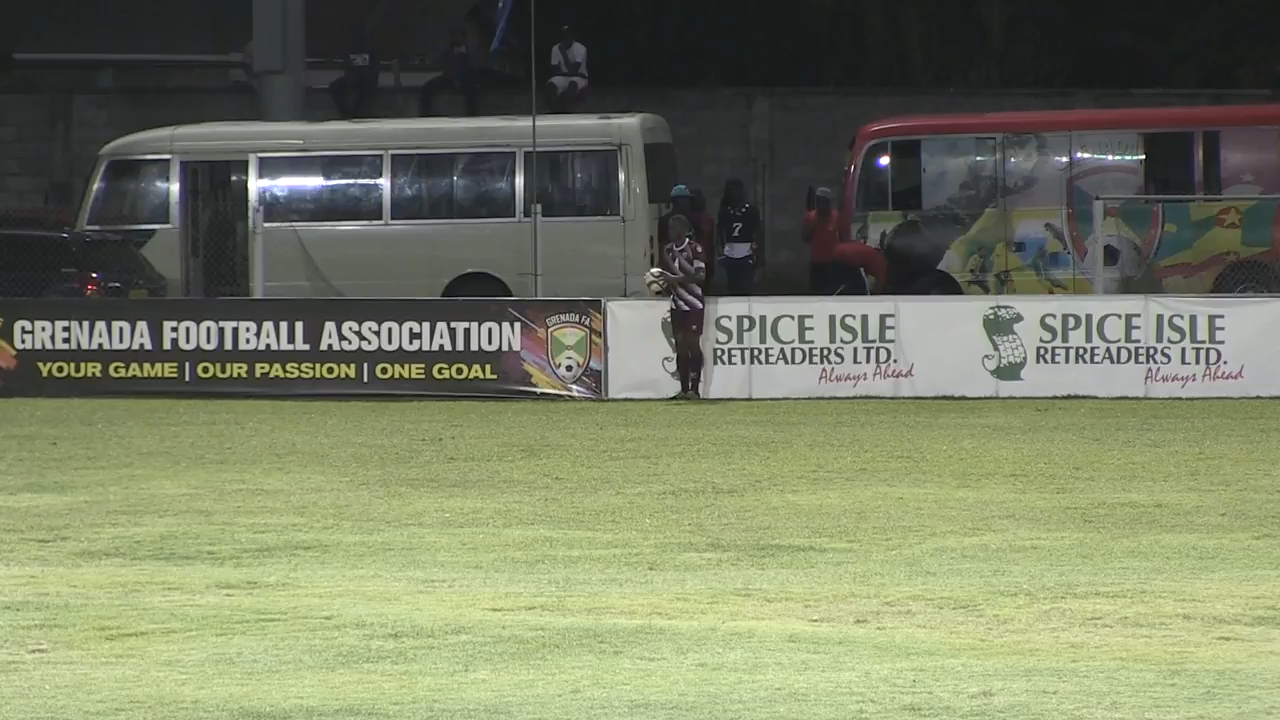 GRENADA FOOTBALL ASSOCIATION
YOUR GAME | OUR PASSION | ONE GOAL
GRENADA FA
SPICE ISLE
RETREADERS LTD.
Always Ahead
SPICE ISLE
RETREADERS LTD.
Always Ahead
7